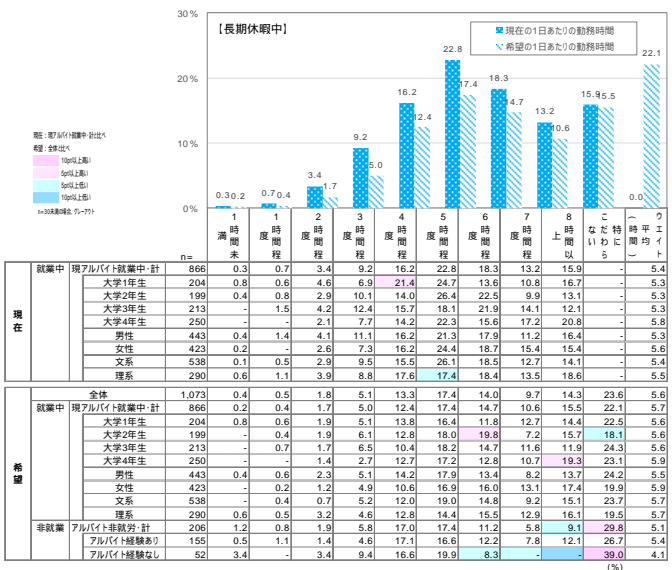 30%
【長期休暇中】
現在の1日あたりの勤務時間
希望の1日あたりの勤務時間
20%
10%
0%
0.3 0.2 0.7 0.4 3.4 1.7 9.2 5.0 16.2 12.4 22.8 17.4 18.3 14.7 13.2 10.6 15.9 15.5 0.0 22.1
現在：現アルバイト就業中・計と比べ
希望：全体と比べ
10pt以上高い
5pt以上高い
5pt以上低い
10pt以上低い
n=30未満の場合、グレーアウト
n= 1時間未満 1時間程度 2時間程度 3時間程度 4時間程度 5時間程度 6時間程度 7時間程度 8時間以上 特にこだわらない ウェイト平均(時間)
現在
就業中 現アルバイト就業中・計 866 0.3 0.7 3.4 9.2 16.2 22.8 18.3 13.2 15.9 - 5.4
大学1年生 204 0.8 0.6 4.6 6.9 21.4 24.7 13.6 10.8 16.7 - 5.3
大学2年生 199 0.4 0.8 2.9 10.1 14.0 26.4 22.5 9.9 13.1 - 5.3
大学3年生 213 - 1.5 4.2 12.4 15.7 18.1 21.9 14.1 12.1 - 5.3
大学4年生 250 - - 2.1 7.7 14.2 22.3 15.6 17.2 20.8 - 5.8
男性 443 0.4 1.4 4.1 11.1 16.2 21.3 17.9 11.2 16.4 - 5.3
女性 423 0.2 - 2.6 7.3 16.2 24.4 18.7 15.4 15.4 - 5.6
文系 538 0.1 0.5 2.9 9.5 15.5 26.1 18.5 12.7 14.1 - 5.4
理系 290 0.6 1.1 3.9 8.8 17.6 17.4 18.4 13.5 18.6 - 5.5
希望
全体 1,073 0.4 0.5 1.8 5.1 13.3 17.4 14.0 9.7 14.3 23.6 5.6
就業中 現アルバイト就業中・計 866 0.2 0.4 1.7 5.0 12.4 17.4 14.7 10.6 15.5 22.1 5.7
大学1年生 204 0.8 0.6 1.9 5.1 13.8 16.4 11.8 12.7 14.4 22.5 5.6
大学2年生 199 - 0.4 1.9 6.1 12.8 18.0 19.8 7.2 15.7 18.1 5.6
大学3年生 213 - 0.7 1.7 6.5 10.4 18.2 14.7 11.6 11.9 24.3 5.6
大学4年生 250 - - 1.4 2.7 12.7 17.2 12.8 10.7 19.3 23.1 5.9
男性 443 0.4 0.6 2.3 5.1 14.2 17.9 13.4 8.2 13.7 24.2 5.5
女性 423 - 0.2 1.2 4.9 10.6 16.9 16.0 13.1 17.4 19.9 5.9
文系 538 - 0.4 0.7 5.2 12.0 19.0 14.8 9.2 15.1 23.7 5.7
理系 290 0.6 0.5 3.2 4.6 12.8 14.4 15.5 12.9 16.1 19.5 5.7
非就業 アルバイト非就労・計 206 1.2 0.8 1.9 5.8 17.0 17.4 11.2 5.8 9.1 29.8 5.1
アルバイト経験あり 155 0.5 1.1 1.4 4.6 17.1 16.6 12.2 7.8 12.1 26.7 5.4
アルバイト経験なし 52 3.4 - 3.4 9.4 16.6 19.9 8.3 - - 39.0 4.1
(%)